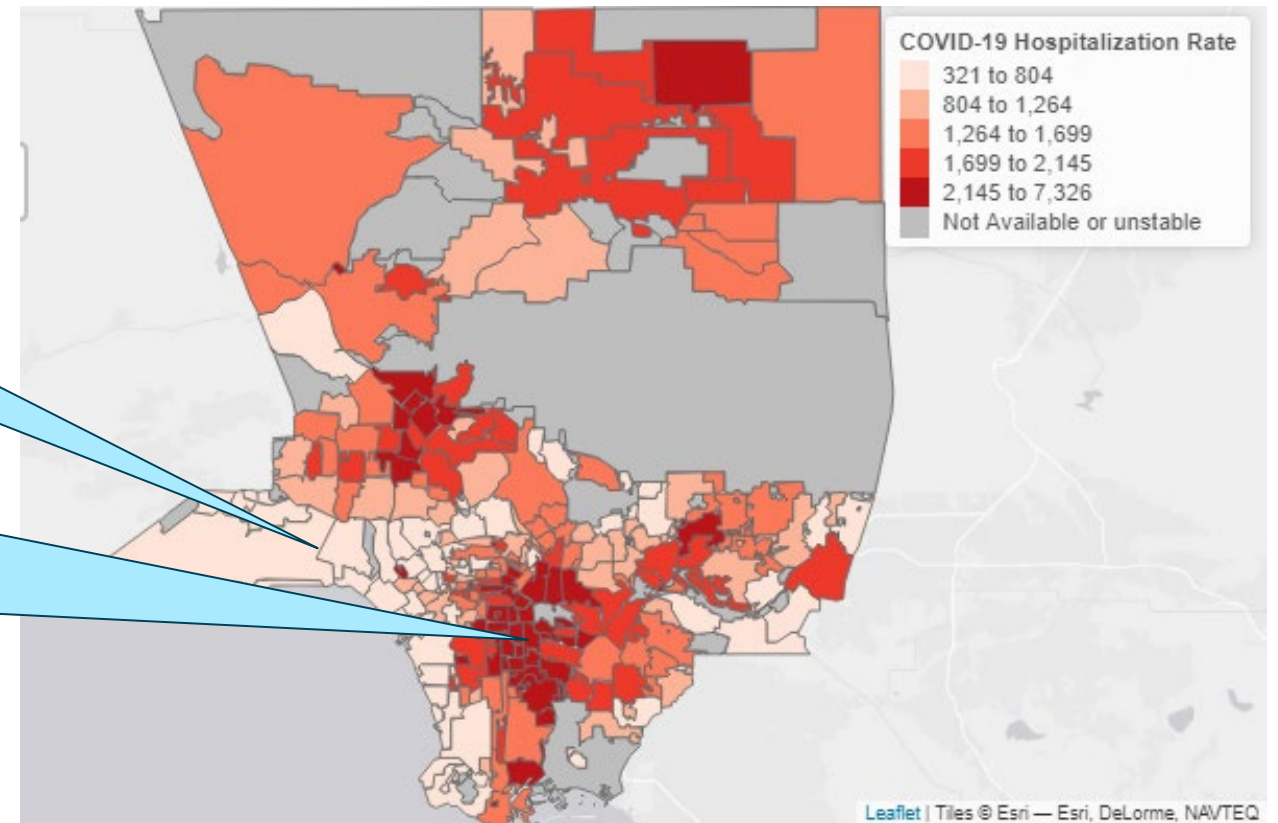 COVID-19 Hospitalization Rate
321 to 804
804 to 1,264
1,264 to 1,699
1,699 to 2,145
2,145 to 7,326
Not Available or unstable
Leaflet | Tiles © Esri — Esri, DeLorme, NAVTEQ